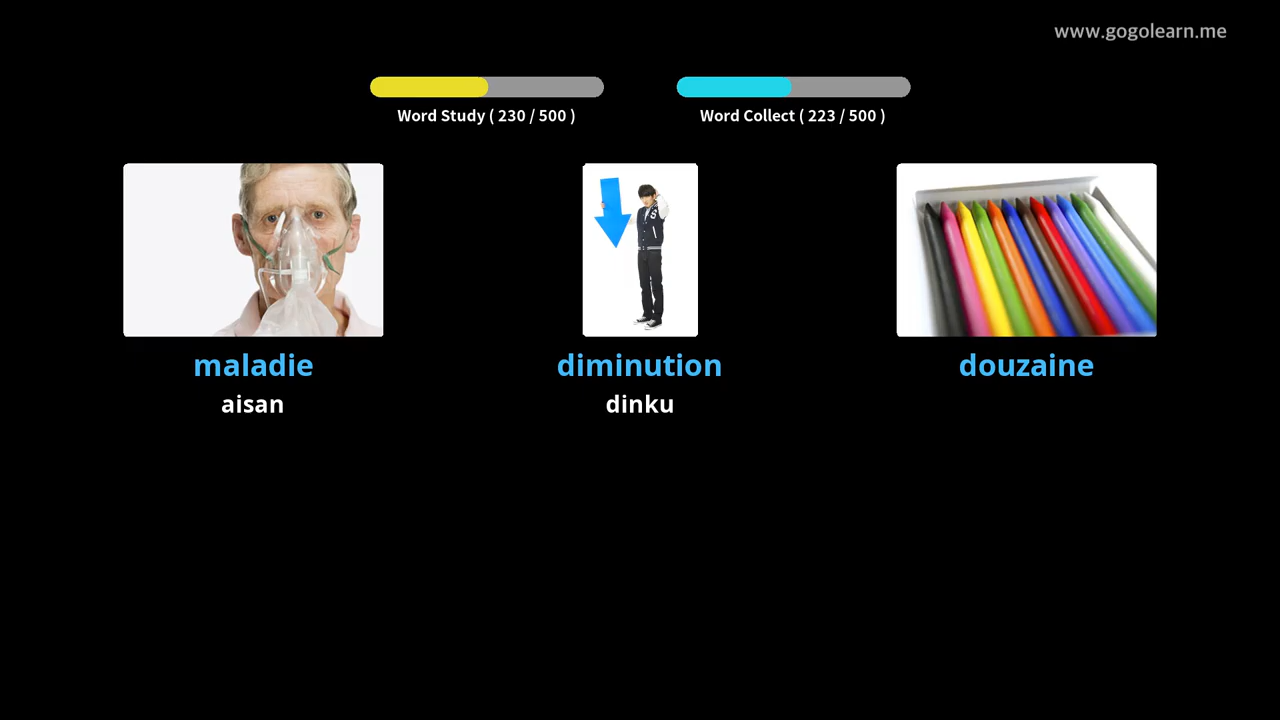 www.gogolearn.me
Word Study ( 230 / 500 )
Word Collect ( 223 / 500 )
maladie
diminution
douzaine
aisan
dinku